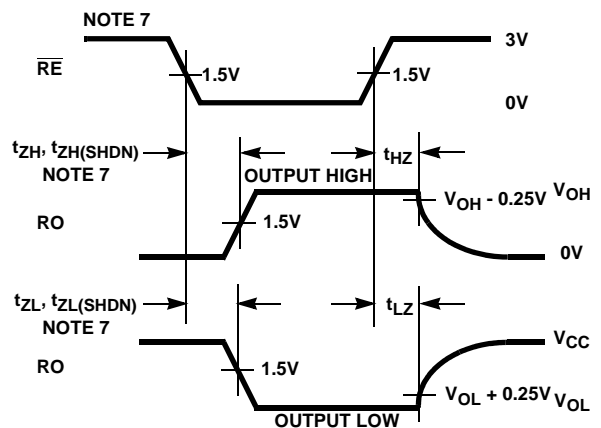 NOTE 7
RE
1.5V
1.5V
3V
0V
tZH, tZH(SHDN)
NOTE 7
tHZ
OUTPUT HIGH
VOH - 0.25V
VOH
RO
1.5V
0V
tZL, tZL(SHDN)
NOTE 7
tLZ
VCC
RO
1.5V
VOL + 0.25V
VOL
OUTPUT LOW